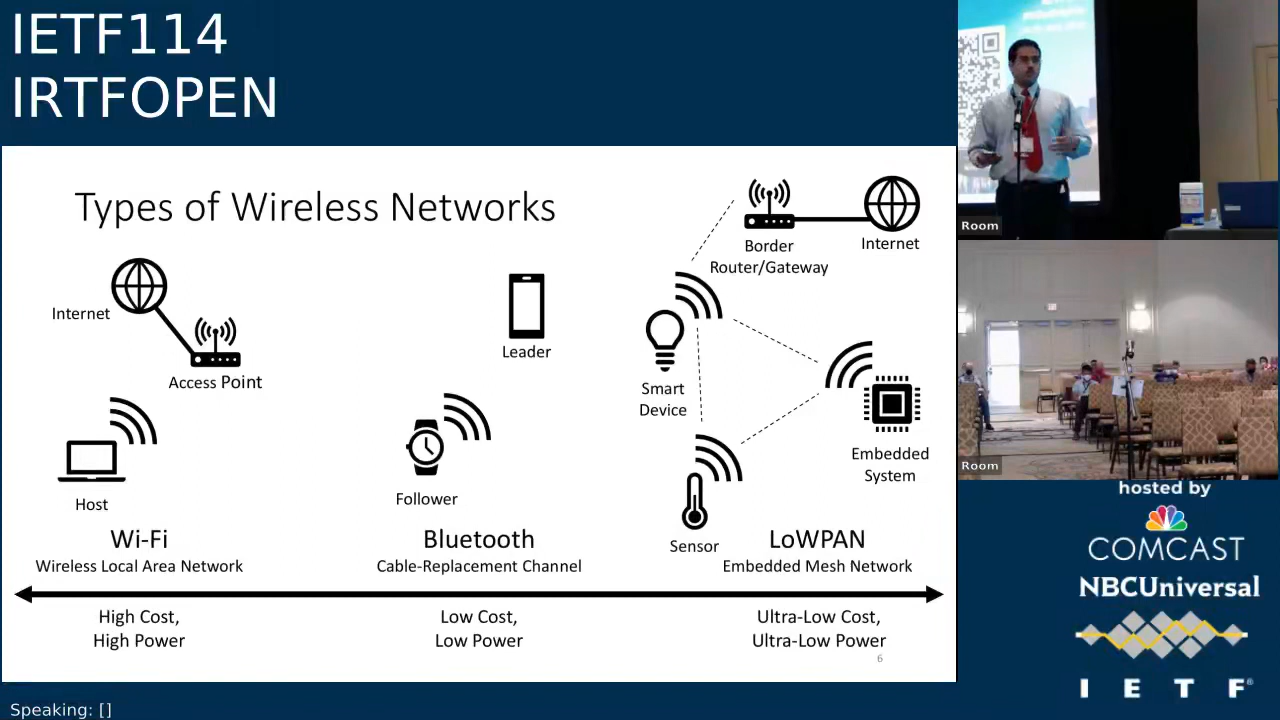 IETF114
IRTFOPEN
Types of Wireless Networks
Internet
Access Point
Host
Wi-Fi
Wireless Local Area Network
Leader
Follower
Bluetooth
Cable-Replacement Channel
Border
Router/Gateway
Internet
Smart
Device
Embedded
System
Sensor
LoWPAN
Embedded Mesh Network
High Cost,
High Power
Low Cost,
Low Power
Ultra-Low Cost,
Ultra-Low Power
6
Room
Room
hosted by
COMCAST
NBCUniversal
I E T F®
Speaking: []